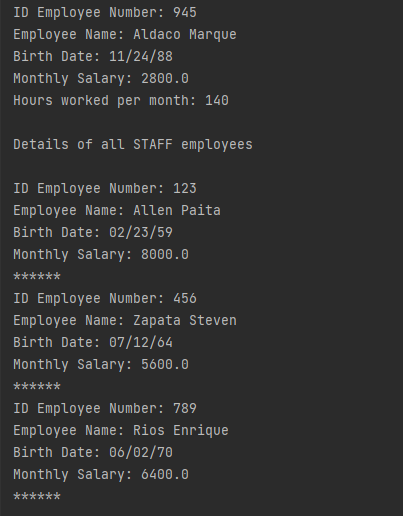 ID Employee Number: 945
Employee Name: Aldaco Marque
Birth Date: 11/24/88
Monthly Salary: 2800.0
Hours worked per month: 140
Details of all STAFF employees
ID Employee Number: 123
Employee Name: Allen Paita
Birth Date: 02/23/59
Monthly Salary: 8000.0
******
ID Employee Number: 456
Employee Name: Zapata Steven
Birth Date: 07/12/64
Monthly Salary: 5600.0
******
ID Employee Number: 789
Employee Name: Rios Enrique
Birth Date: 06/02/70
Monthly Salary: 6400.0
******